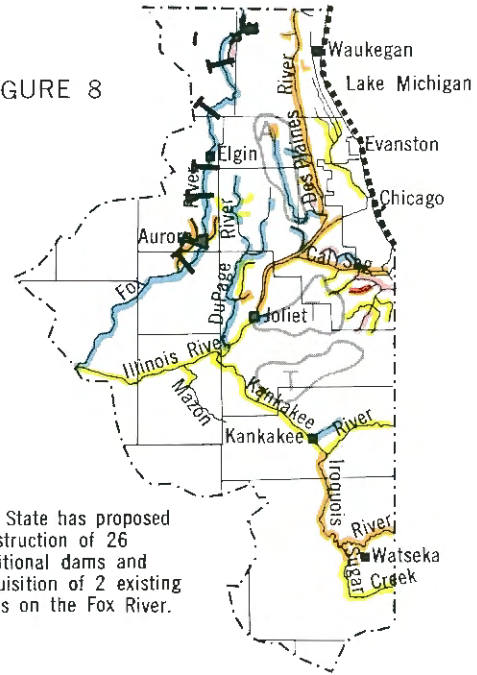 GURE 8
Waukegan
Lake Michigan
River
Des Plaines
A
Evanston
Elgin
Chicago
River
River
Aurora
DuPage
Cal Sag
Fox
Joliet
Illinois River
Mazon
T
Kankakee
Kankakee
River
Iroquois
River
Watseka
Sugar
Creek
State has proposed
struction of 26
itional dams and
uisition of 2 existing
s on the Fox River.